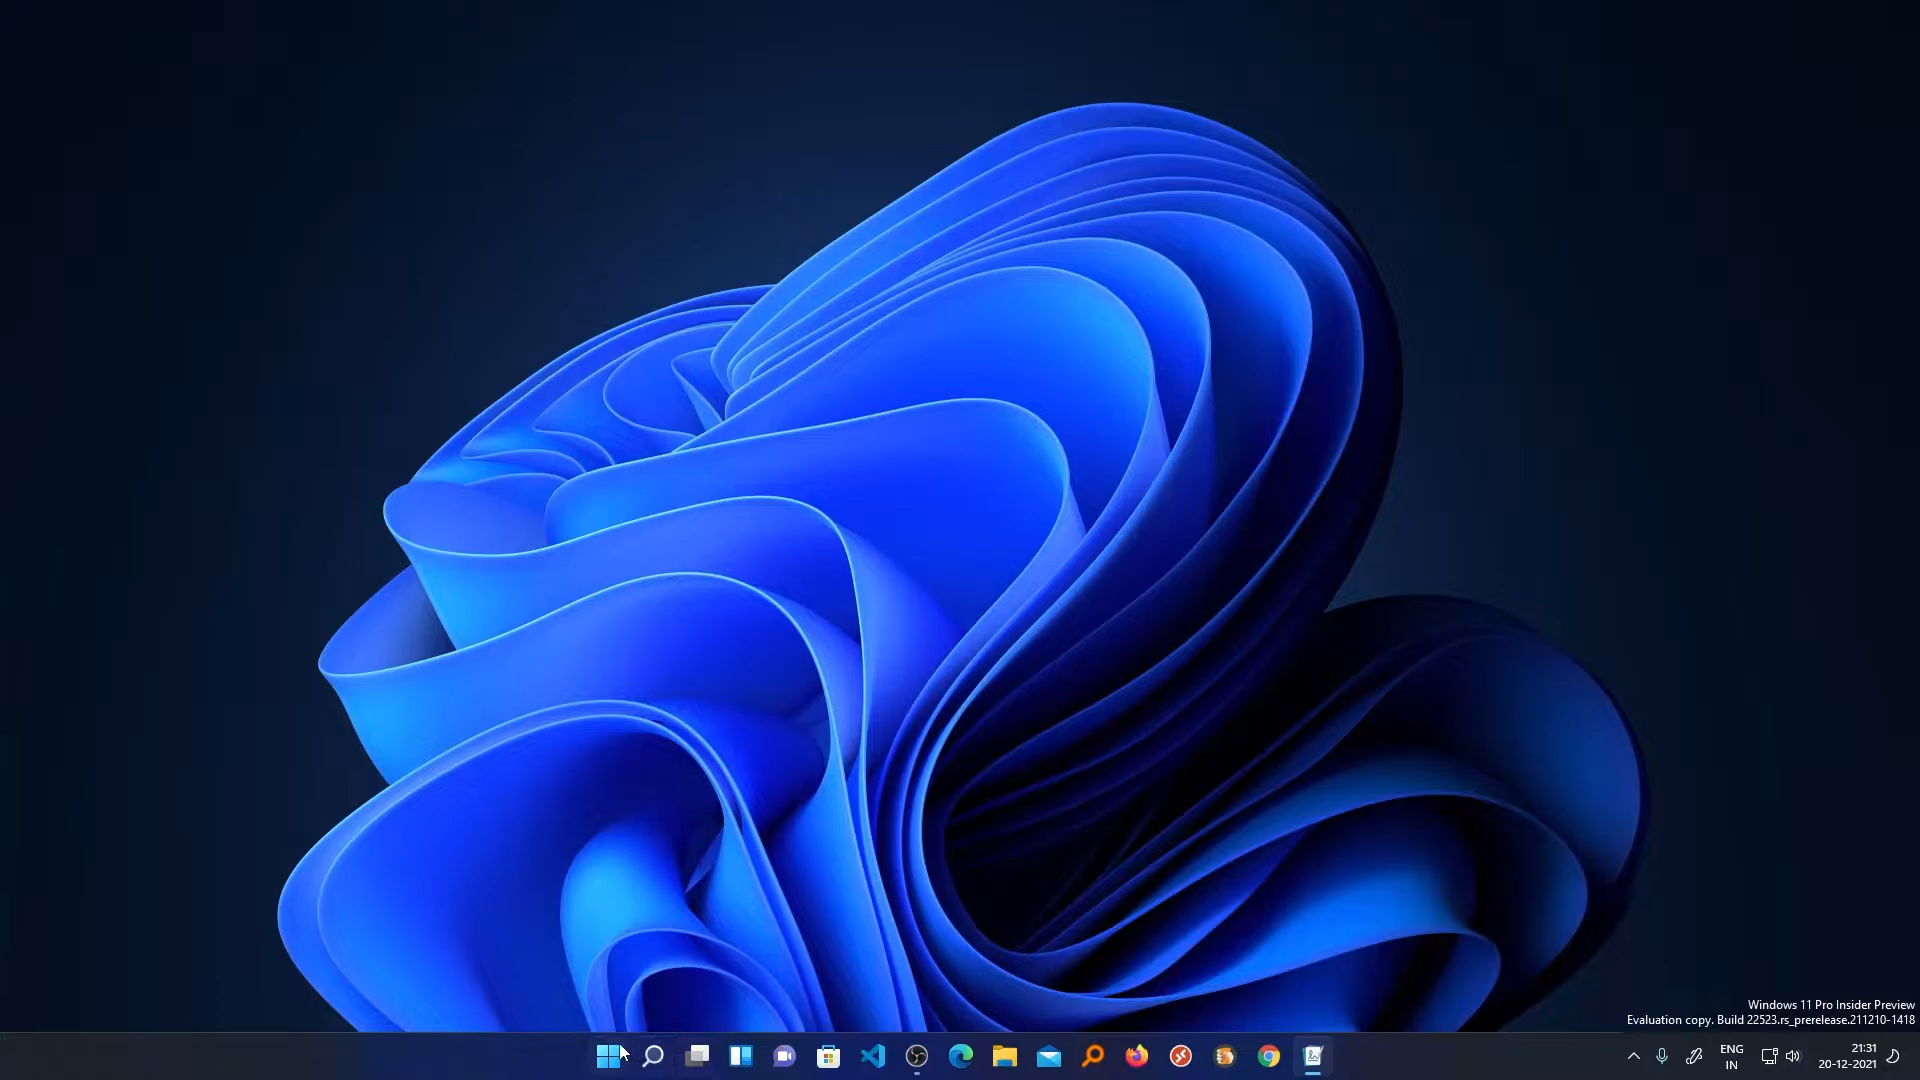 Windows 11 Pro Insider Preview
Evaluation copy. Build 22523.rs_prerelease.211210-1418
ENG
IN
21:31
20-12-2021